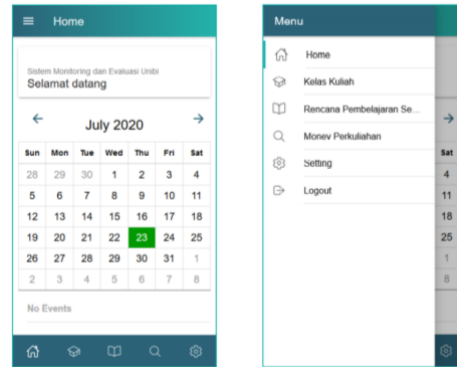 Home
Sistem Monitoring dan Evaluasi Unibi
Selamat datang
July 2020
Sun Mon Tue Wed Thu Fri Sat
28 29 30 1 2 3 4
5 6 7 8 9 10 11
12 13 14 15 16 17 18
19 20 21 22 23 24 25
26 27 28 29 30 31 1
2 3 4 5 6 7 8
No Events
Menu
Home
Kelas Kuliah
Rencana Pembelajaran Se...
Monev Perkuliahan
Setting
Logout
Sat
4
11
18
25
1
8